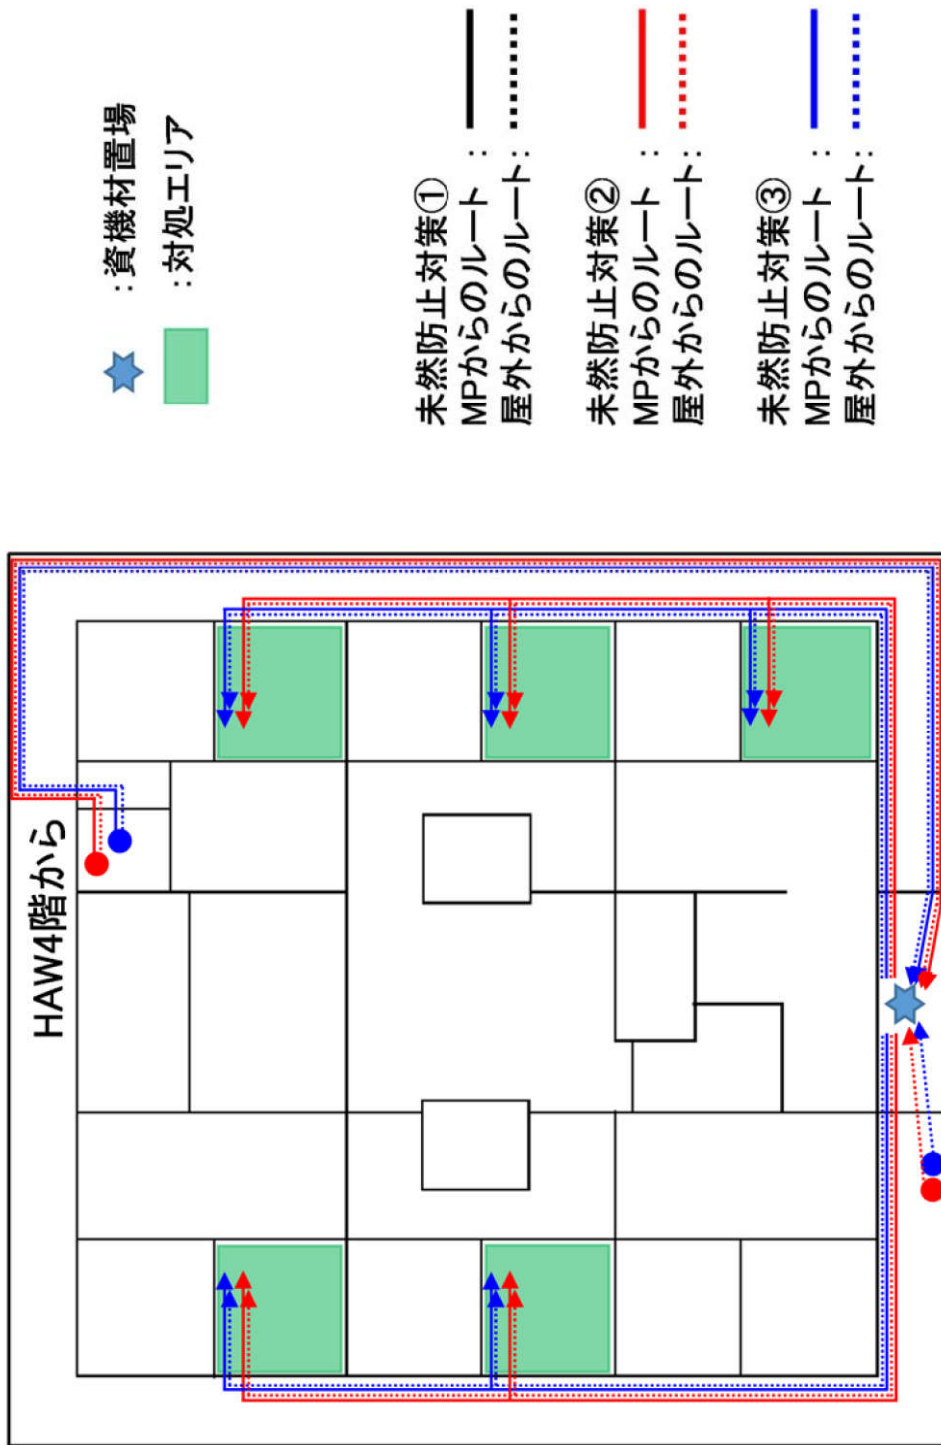 ：資機材置場
：対処エリア
未然防止対策①
MPからのルート ：
屋外からのルート：
未然防止対策②
MPからのルート ：
屋外からのルート：
未然防止対策③
MPからのルート ：
屋外からのルート：
HAW4階から